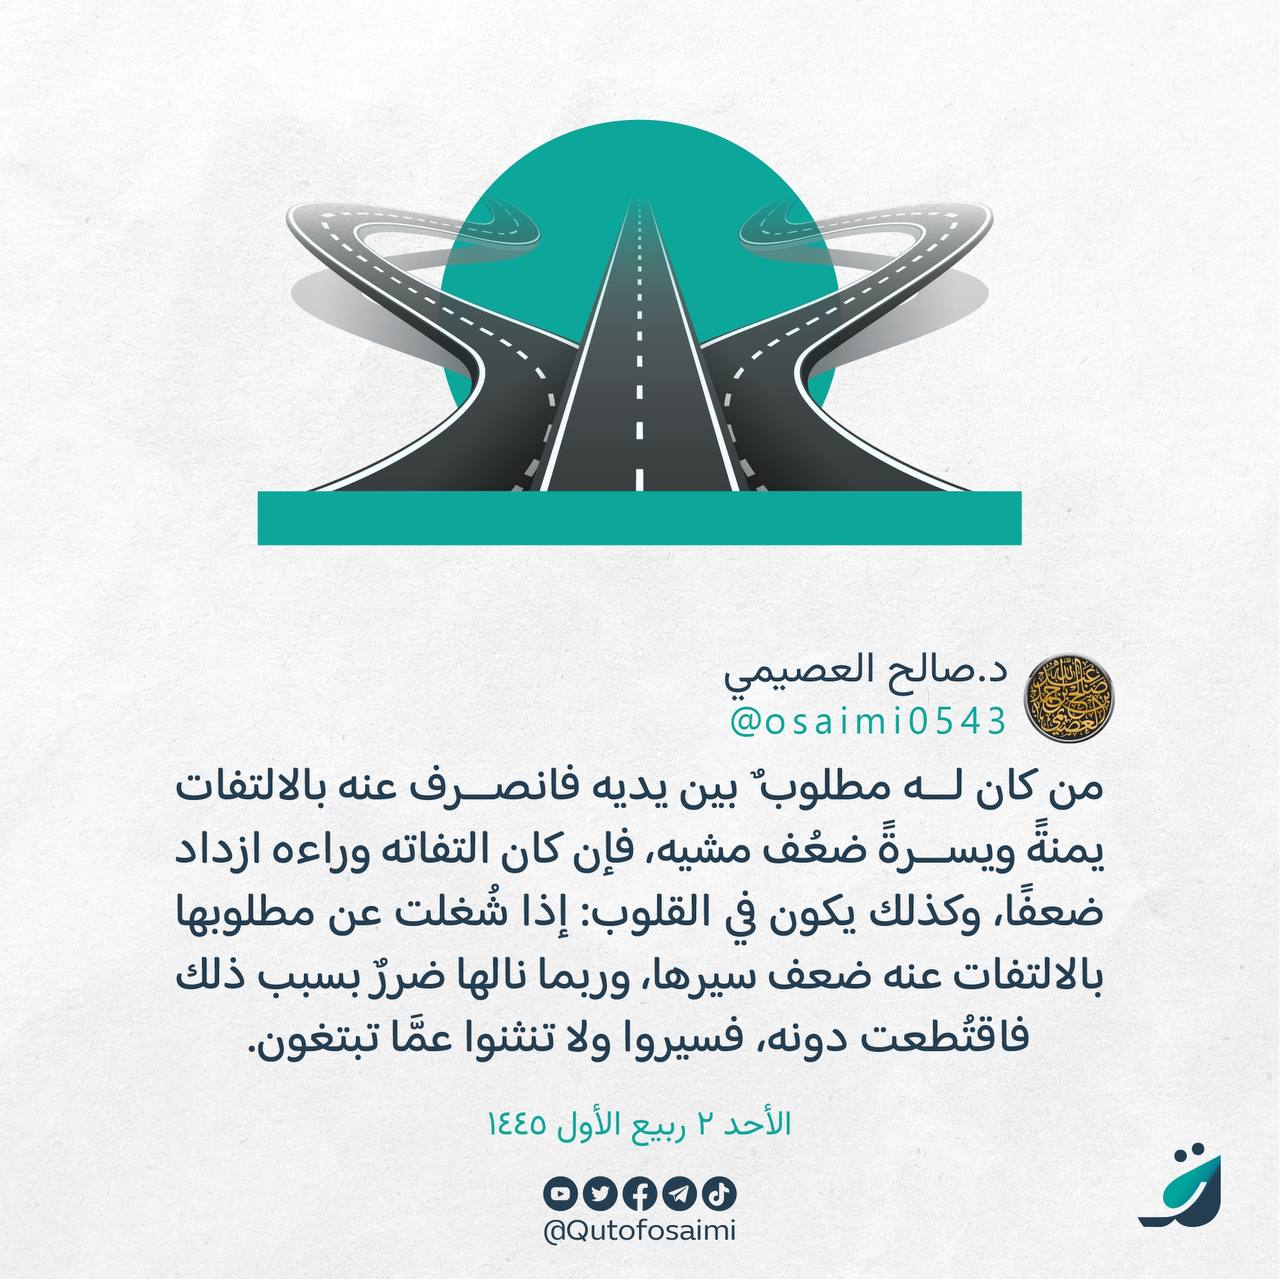 د.صالح العصيمي
@osaimi0543
من كان لـــه مطلوبٌ بين يديه فانصـــرف عنه بالالتفات
يمنةً ويســـرةً ضعُف مشيه، فإن كان التفاته وراءه ازداد
ضعفًا، وكذلك يكون في القلوب: إذا شُغلت عن مطلوبها
بالالتفات عنه ضعف سيرها، وربما نالها ضررٌ بسبب ذلك
فاقتُطعت دونه، فسيروا ولا تنثنوا عمَّا تبتغون.
الأحد ٢ ربيع الأول ١٤٤٥
@Qutofosaimi